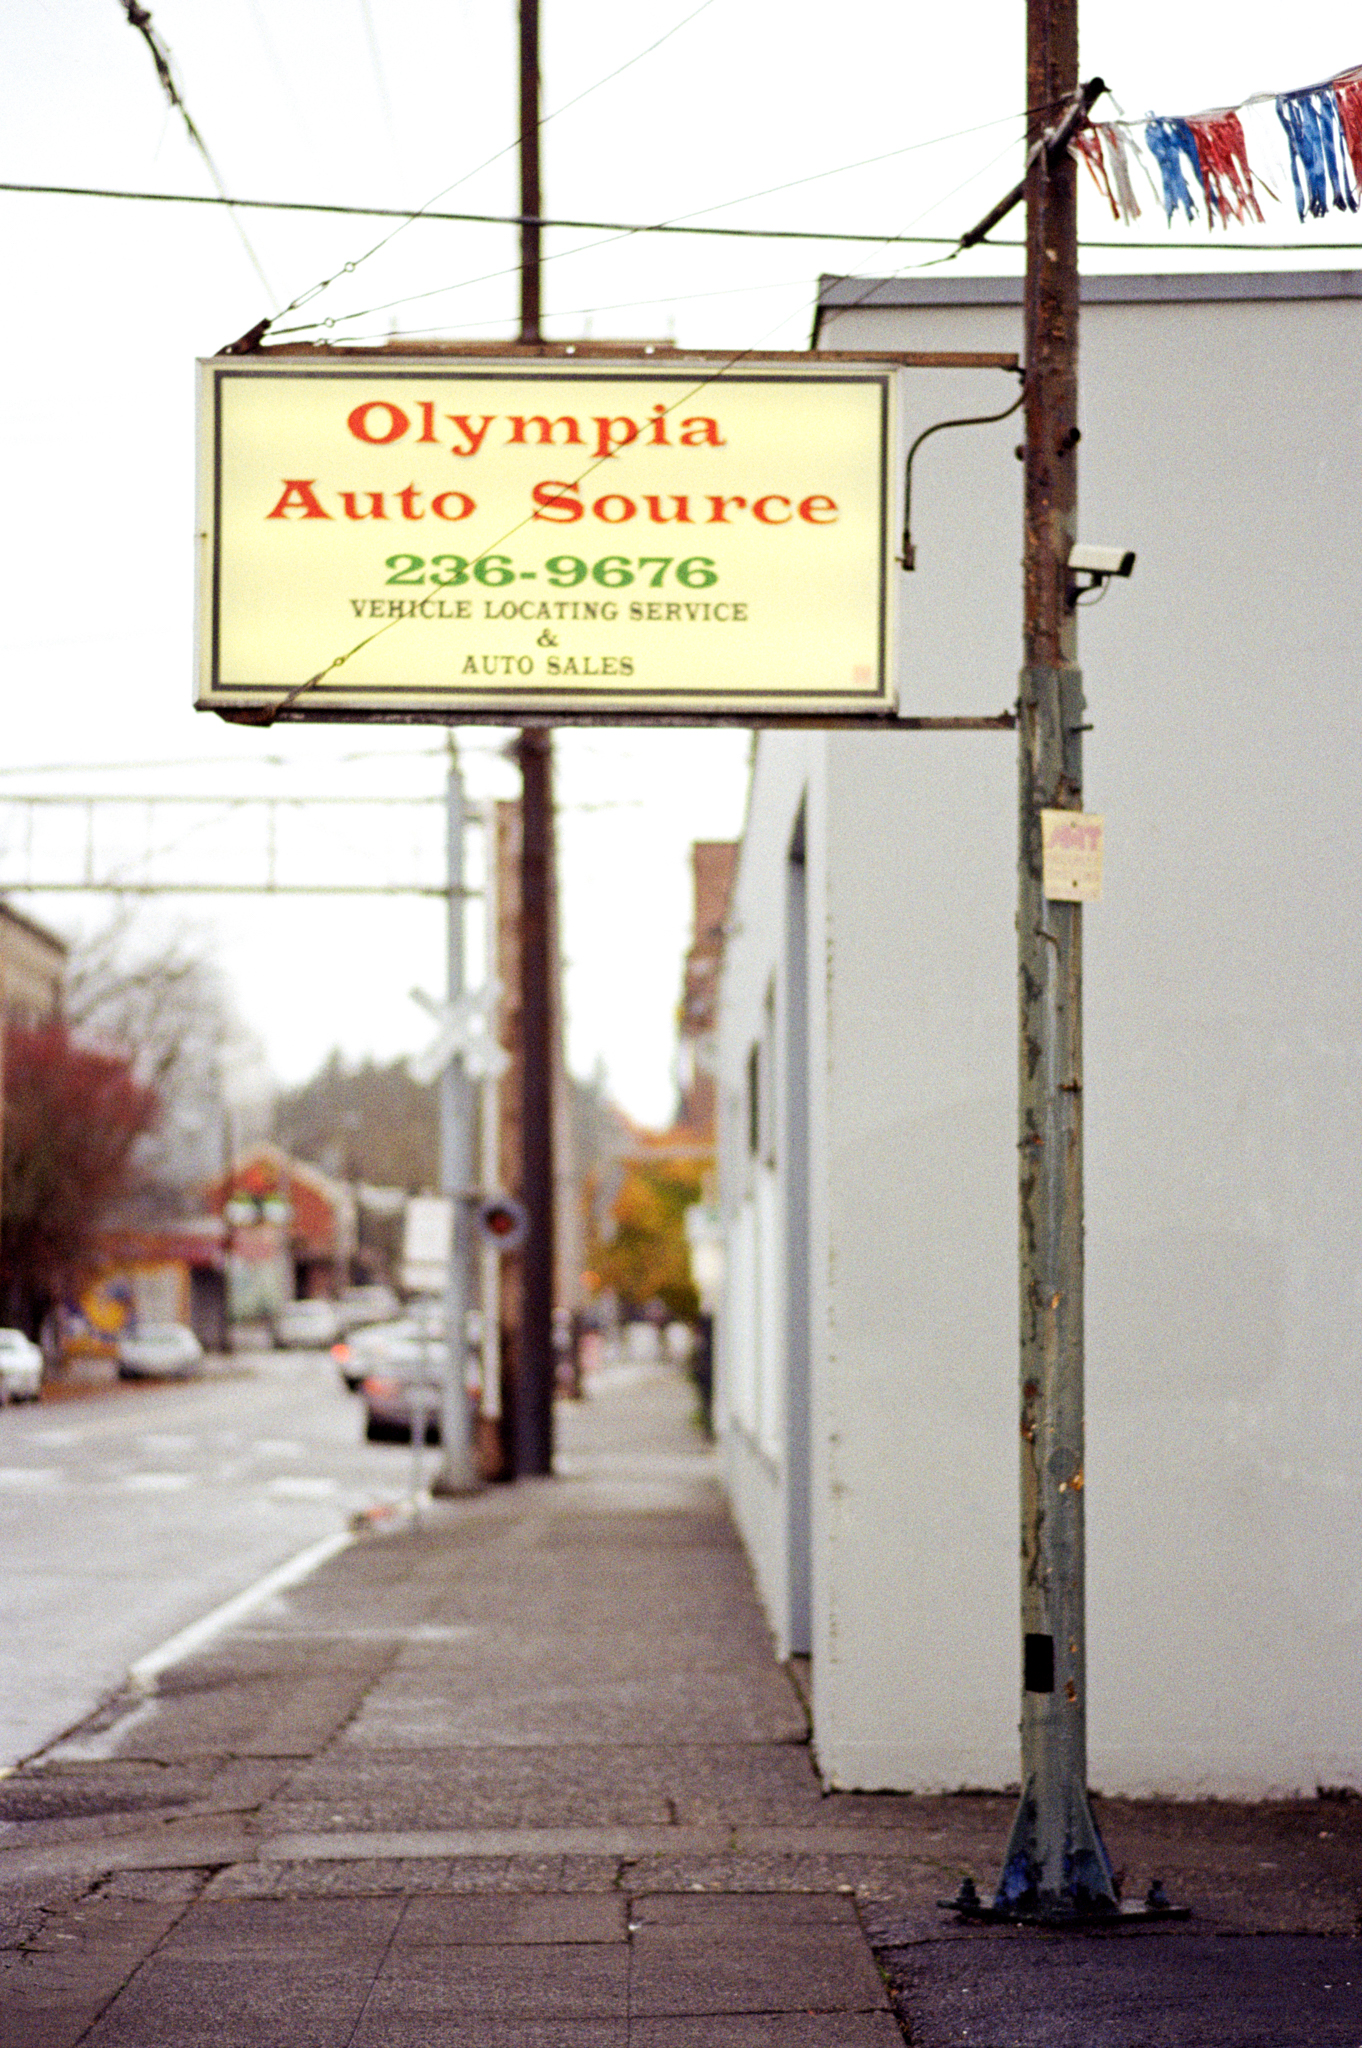 Olympia
Auto Source
236-9676
VEHICLE LOCATING SERVICE
&
AUTO SALES